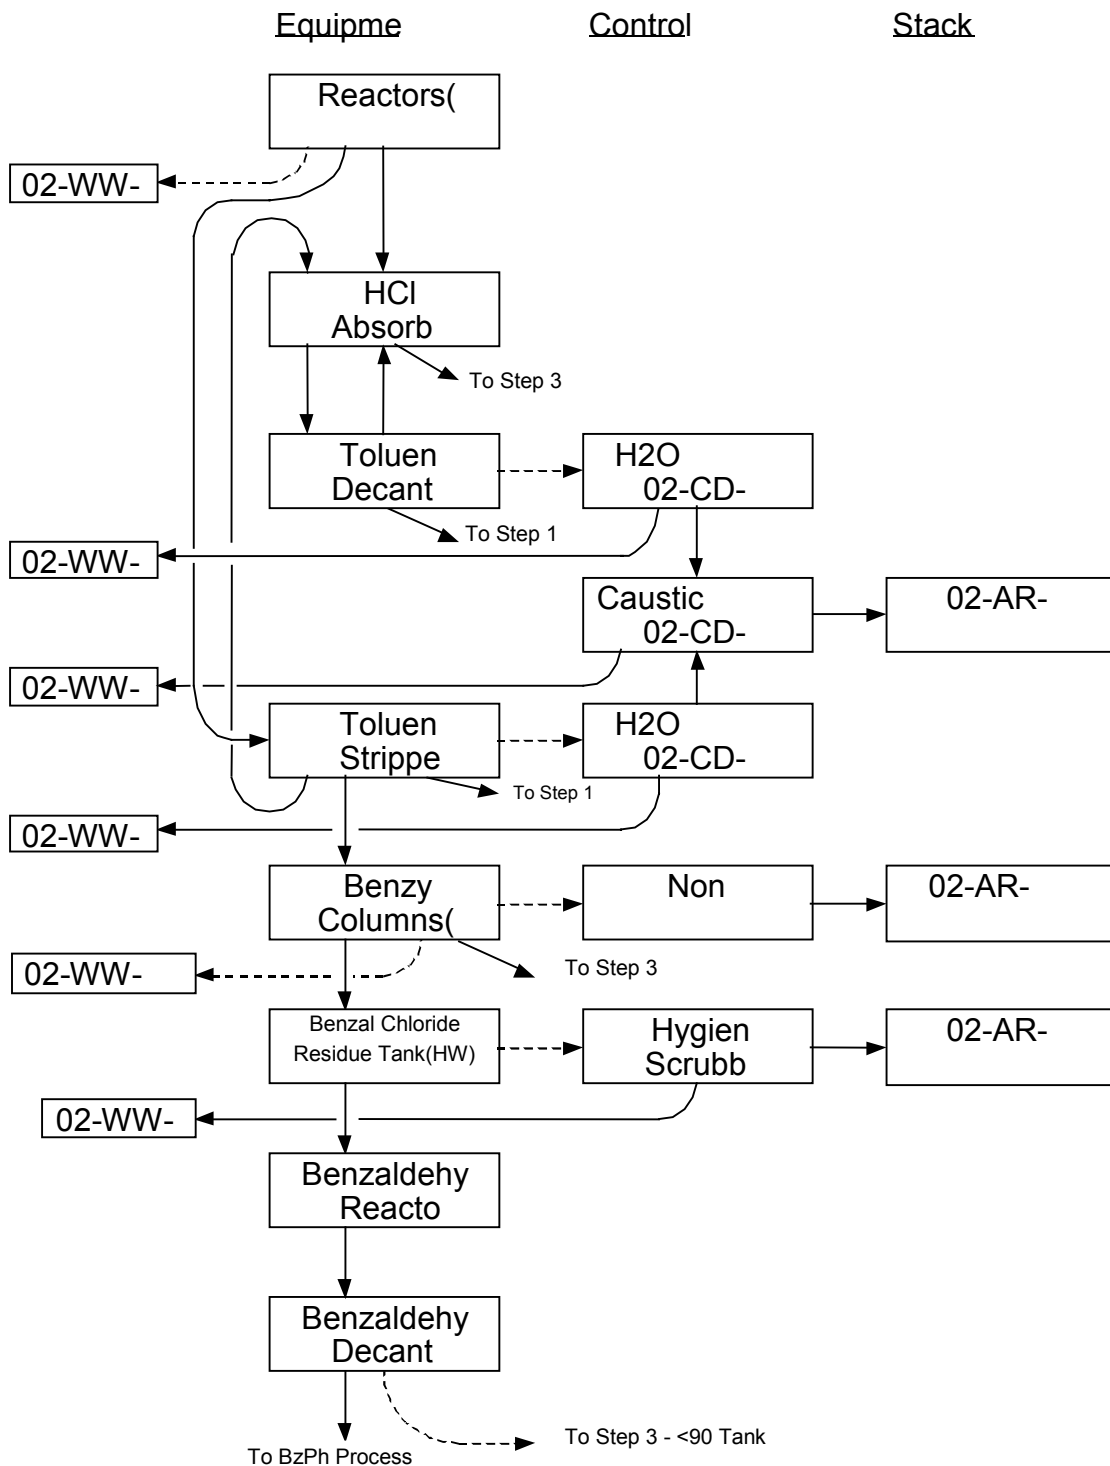 Equipme
Control
Stack
Reactors(
02-WW-
HCl
Absorb
To Step 3
Toluen
Decant
H2O
02-CD-
To Step 1
02-WW-
Caustic
02-CD-
02-AR-
02-WW-
Toluen
Strippe
H2O
02-CD-
To Step 1
02-WW-
Benzy
Columns(
Non
02-AR-
02-WW-
To Step 3
Benzal Chloride
Residue Tank(HW)
Hygien
Scrubb
02-AR-
02-WW-
Benzaldehy
Reacto
Benzaldehy
Decant
To Step 3 - <90 Tank
To BzPh Process